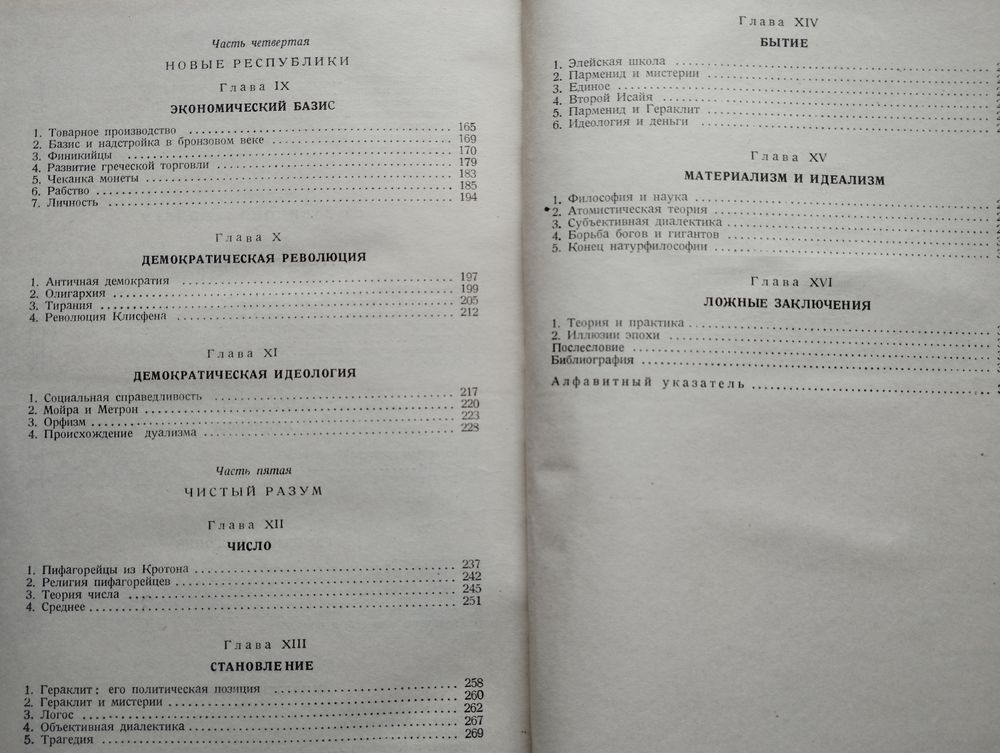 Часть четвертая
НОВЫЕ РЕСПУБЛИКИ
Глава IX
ЭКОНОМИЧЕСКИЙ БАЗИС
1. Товарное производство 165
2. Базис и надстройка в бронзовом веке 169
3. Финикийцы 170
4. Развитие греческой торговли 179
5. Чеканка монеты 183
6. Рабство 185
7. Личность 194
Глава X
ДЕМОКРАТИЧЕСКАЯ РЕВОЛЮЦИЯ
1. Античная демократия 197
2. Олигархия 199
3. Тирания 205
4. Революция Клисфена 212
Глава XI
ДЕМОКРАТИЧЕСКАЯ ИДЕОЛОГИЯ
1. Социальная справедливость 217
2. Мойра и Метрон 220
3. Орфизм 223
4. Происхождение дуализма 228
Часть пятая
ЧИСТЫЙ РАЗУМ
Глава XII
ЧИСЛО
1. Пифагорейцы из Кротона 237
2. Религия пифагорейцев 242
3. Теория числа 245
4. Среднее 251
Глава XIII
СТАНОВЛЕНИЕ
1. Гераклит: его политическая позиция 258
2. Гераклит и мистерии 260
3. Логос 262
4. Объективная диалектика 267
5. Трагедия 269
Глава XIV
БЫТИЕ
1. Элейская школа
2. Парменид и мистерии
3. Единое
4. Второй Исайя
5. Парменид и Гераклит
6. Идеология и деньги
Глава XV
МАТЕРИАЛИЗМ И ИДЕАЛИЗМ
1. Философия и наука
2. Атомистическая теория
3. Субъективная диалектика
4. Борьба богов и гигантов
5. Конец натурфилософии
Глава XVI
ЛОЖНЫЕ ЗАКЛЮЧЕНИЯ
1. Теория и практика
2. Иллюзии эпохи
Послесловие
Библиография
Алфавитный указатель